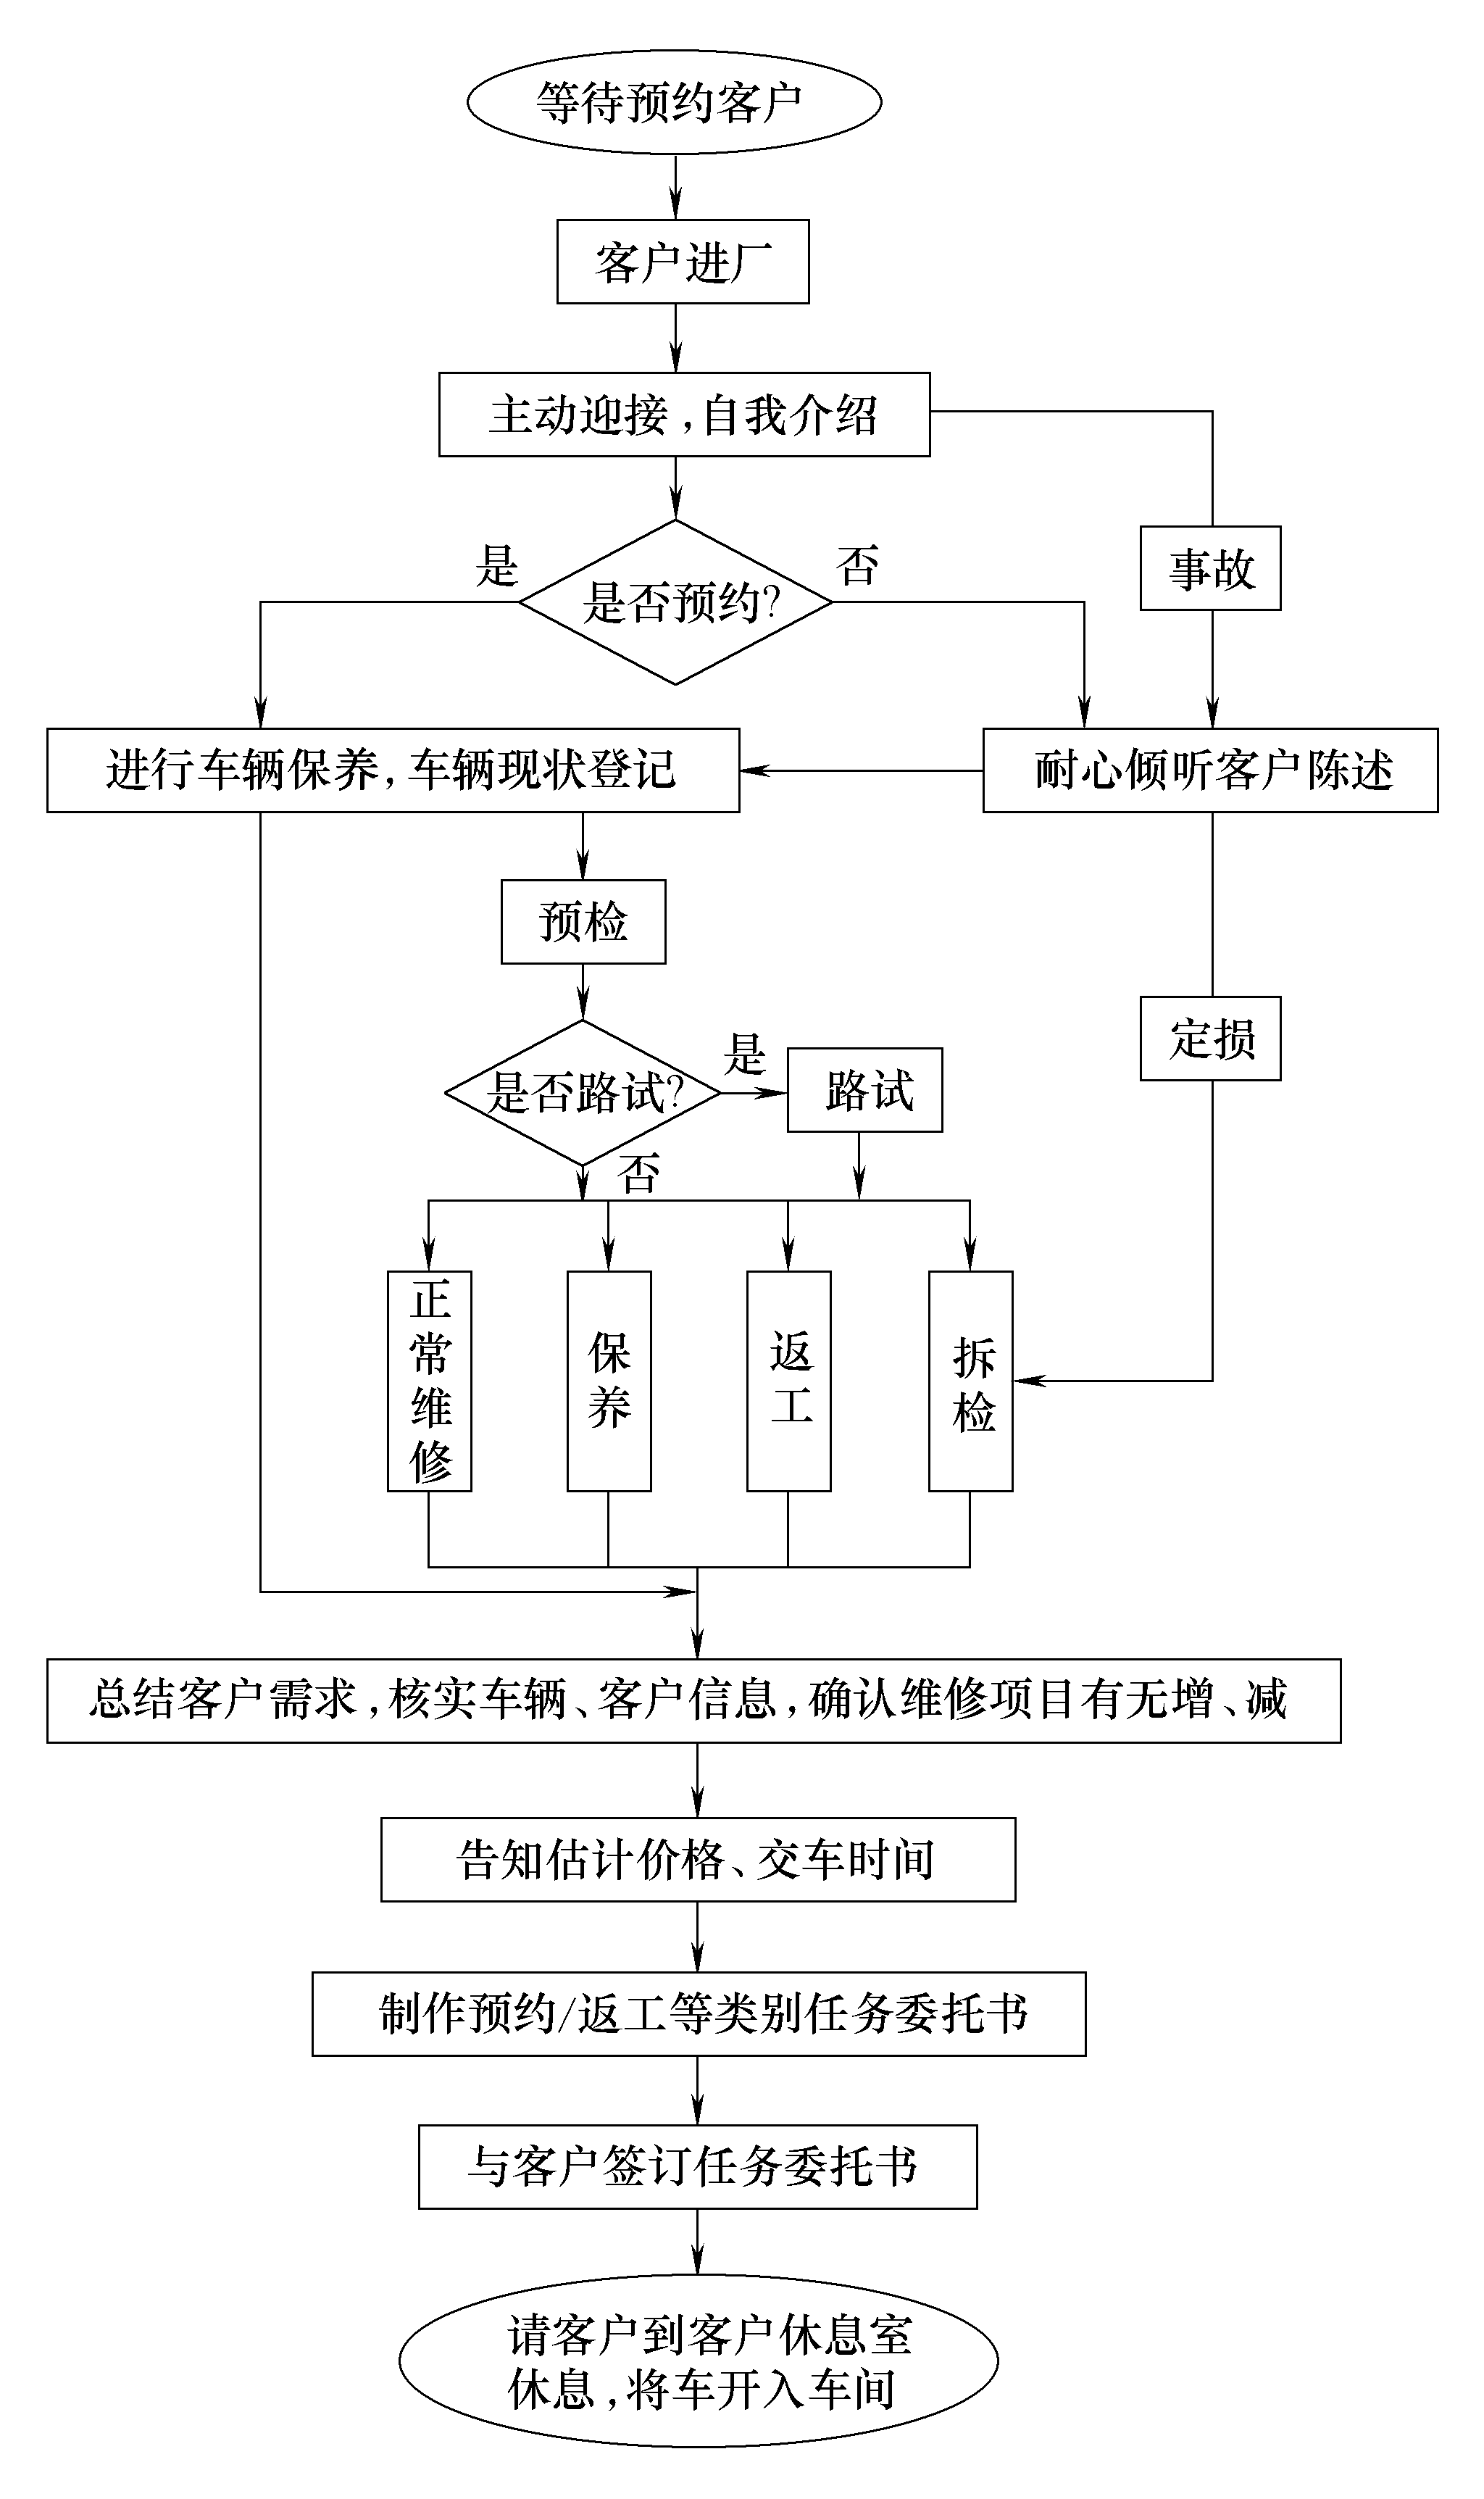 等待预约客户
客户进厂
主动迎接,自我介绍
事故
是
否
是否预约?
进行车辆保养,车辆现状登记
耐心倾听客户陈述
预检
定损
是
是否路试?
路试
否
正常维修
保养
返工
拆检
总结客户需求,核实车辆、客户信息,确认维修项目有无增、减
告知估计价格、交车时间
制作预约/返工等类别任务委托书
与客户签订任务委托书
请客户到客户休息室
休息,将车开入车间